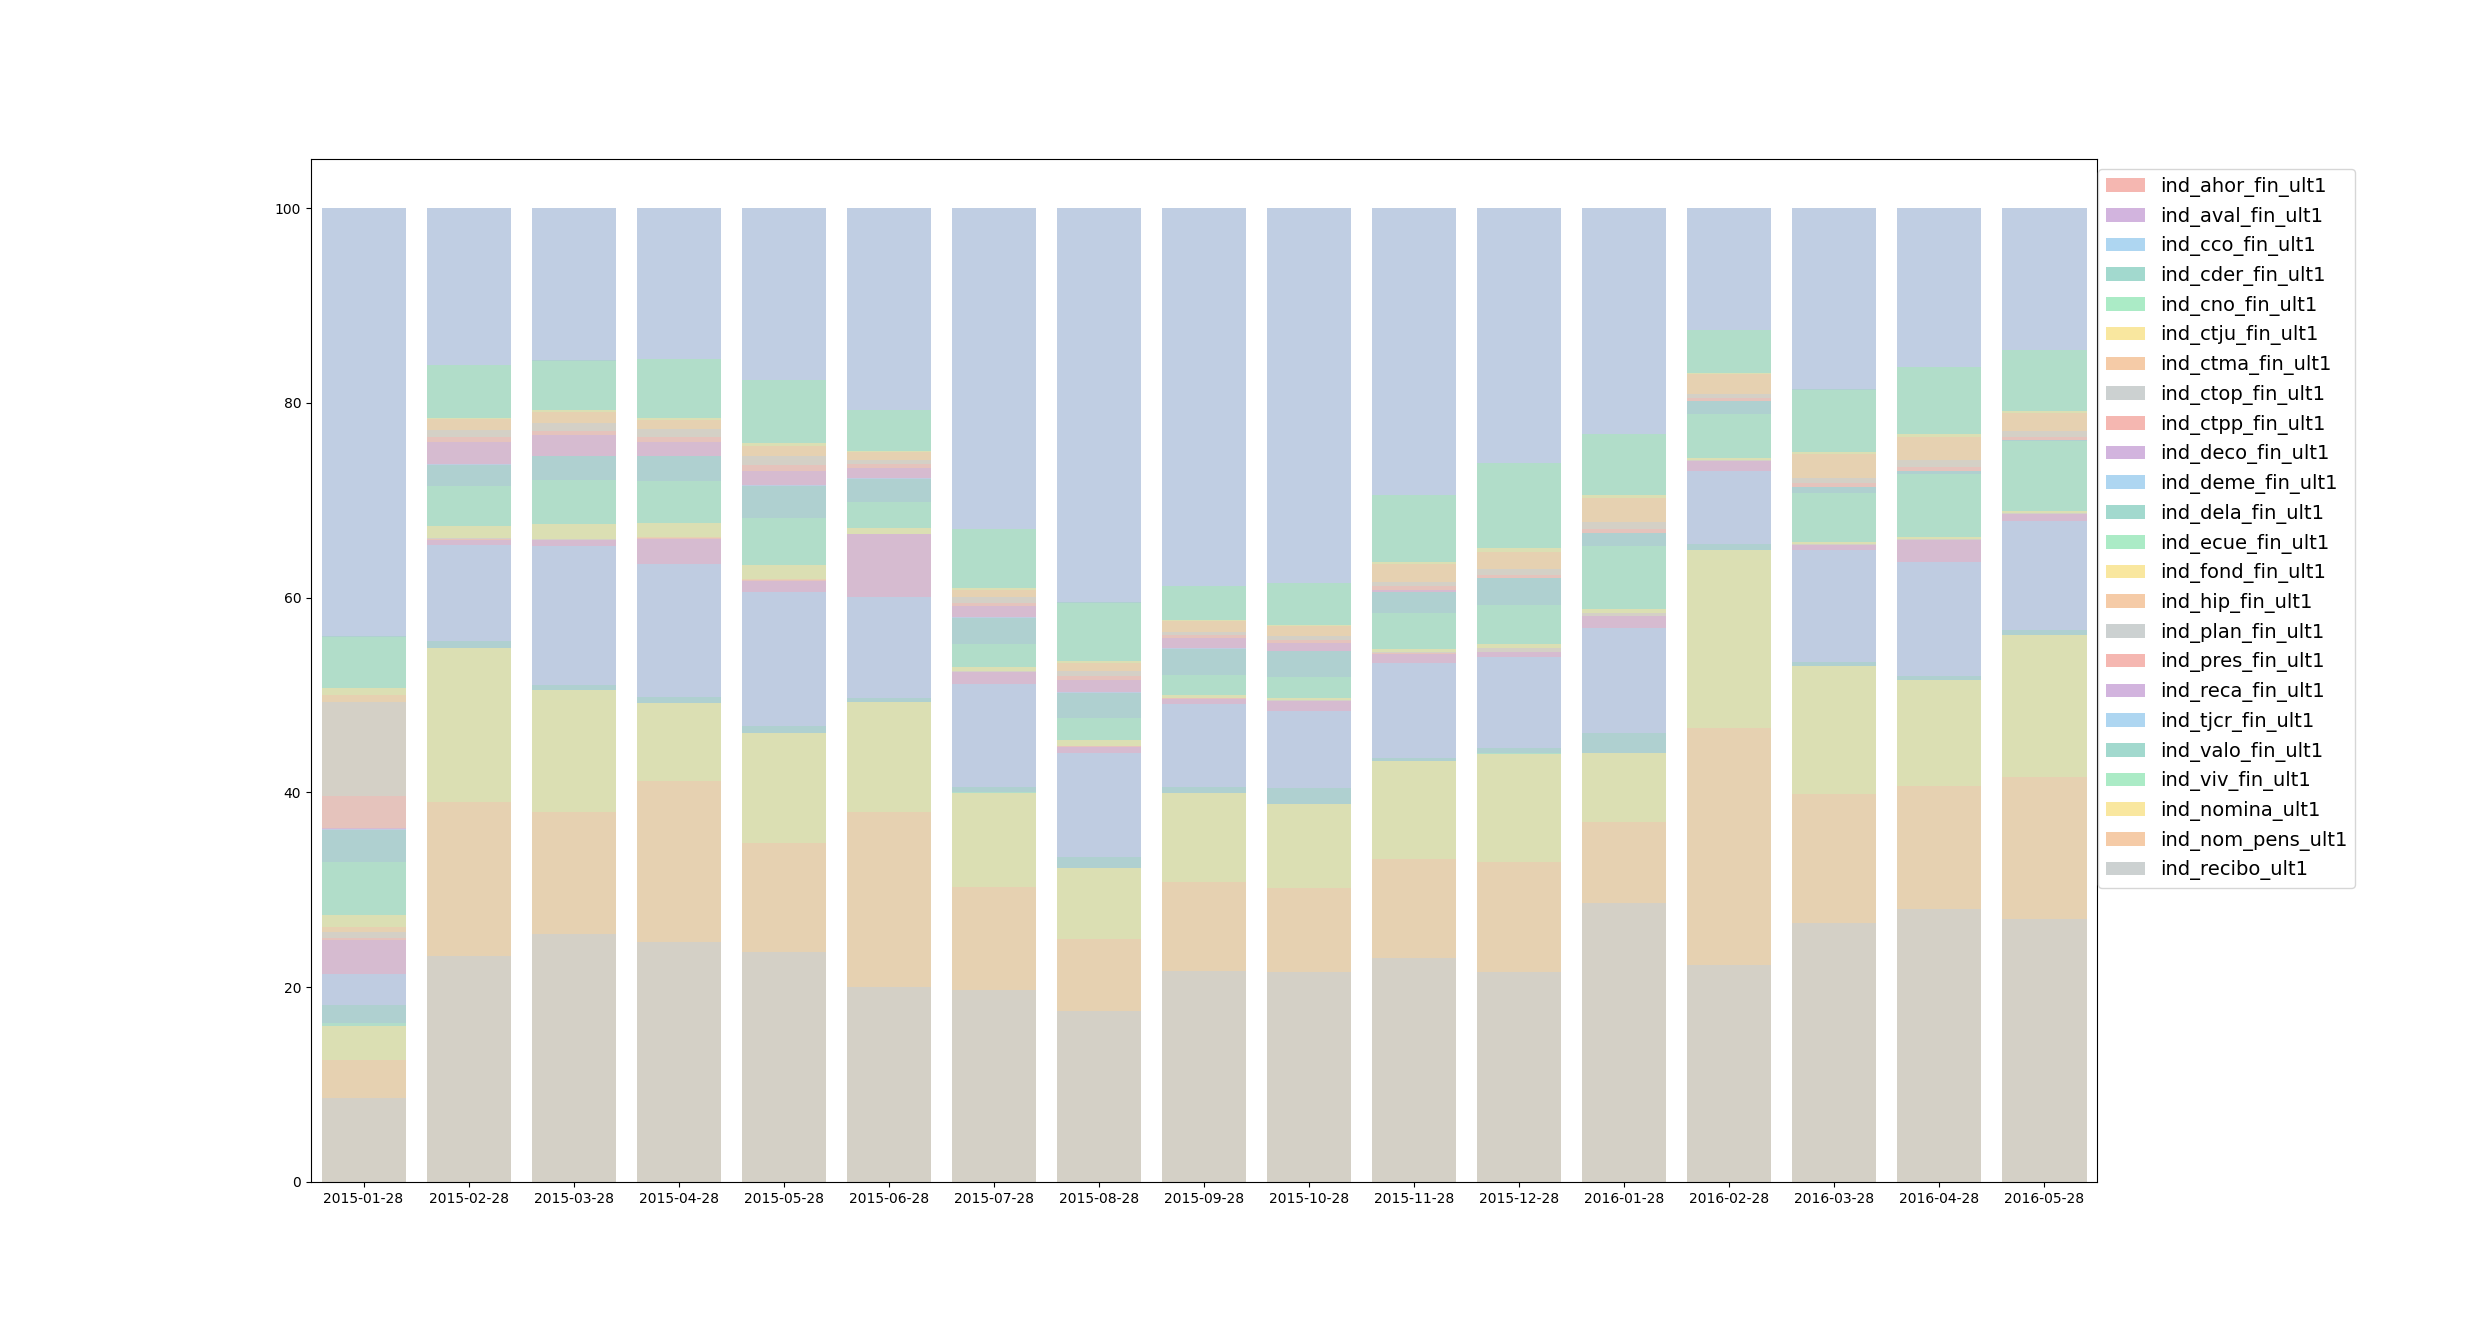 100
80
60
40
20
0
2015-01-28 2015-02-28 2015-03-28 2015-04-28 2015-05-28 2015-06-28 2015-07-28 2015-08-28 2015-09-28 2015-10-28 2015-11-28 2015-12-28 2016-01-28 2016-02-28 2016-03-28 2016-04-28 2016-05-28
ind_ahor_fin_ult1
ind_aval_fin_ult1
ind_cco_fin_ult1
ind_cder_fin_ult1
ind_cno_fin_ult1
ind_ctju_fin_ult1
ind_ctma_fin_ult1
ind_ctop_fin_ult1
ind_ctpp_fin_ult1
ind_deco_fin_ult1
ind_deme_fin_ult1
ind_dela_fin_ult1
ind_ecue_fin_ult1
ind_fond_fin_ult1
ind_hip_fin_ult1
ind_plan_fin_ult1
ind_pres_fin_ult1
ind_reca_fin_ult1
ind_tjcr_fin_ult1
ind_valo_fin_ult1
ind_viv_fin_ult1
ind_nomina_ult1
ind_nom_pens_ult1
ind_recibo_ult1